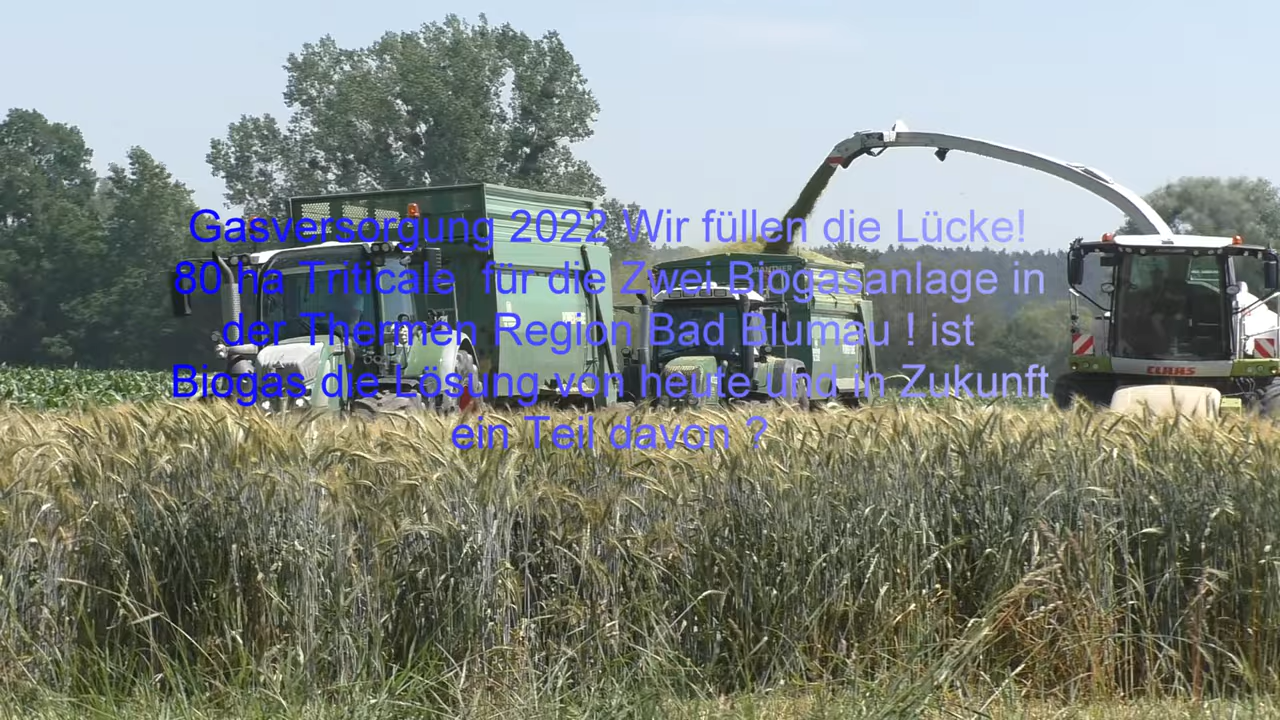 Gasversorgung 2022 Wir füllen die Lücke!
80 ha Triticale für die Zwei Biogasanlage in
der Thermen Region Bad Blumau ! ist
Biogas die Lösung von heute und in Zukunft
ein Teil davon ?
CLAAS